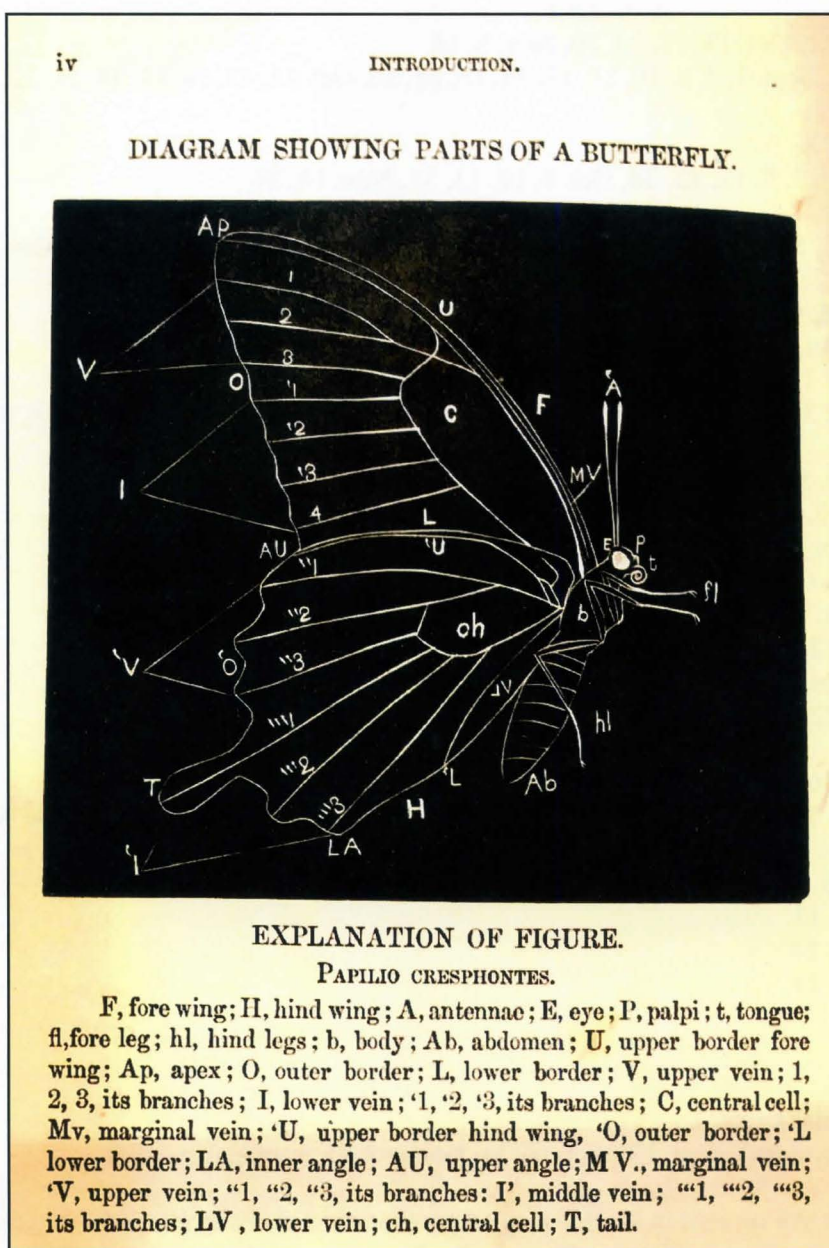 iv INTRODUCTION.
DIAGRAM SHOWING PARTS OF A BUTTERFLY.
Ap
1
U
2
3
V
O
'1
'A
C
F
'2
I
'3
MV
4
L
AU
'U
E
P
t
"1
fl
"2
ch
b
'V
'O
"3
LV
"'1
hl
"'2
T
'L
Ab
"'3
H
LA
'I
EXPLANATION OF FIGURE.
PAPILIO CRESPHONTES.
F, fore wing; H, hind wing; A, antennae; E, eye; P, palpi; t, tongue;
fl, fore leg; hl, hind legs; b, body; Ab, abdomen; U, upper border fore
wing; Ap, apex; O, outer border; L, lower border; V, upper vein; 1,
2, 3, its branches; I, lower vein; '1, '2, '3, its branches; C, central cell;
Mv, marginal vein; 'U, upper border hind wing, 'O, outer border; 'L
lower border; LA, inner angle; AU, upper angle; M V., marginal vein;
'V, upper vein; "1, "2, "3, its branches: I', middle vein; "'1, "'2, "'3,
its branches; LV, lower vein; ch, central cell; T, tail.